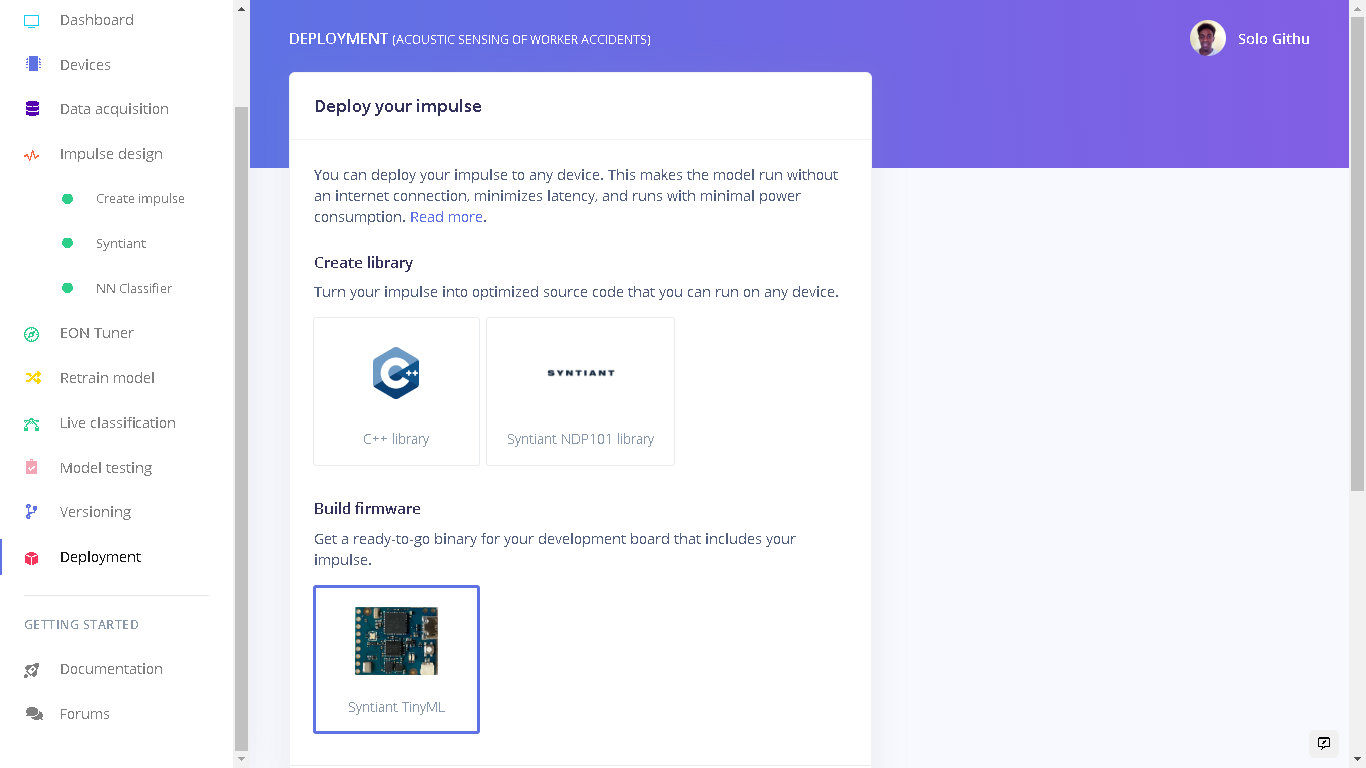 Dashboard
Devices
Data acquisition
Impulse design
Create impulse
Syntiant
NN Classifier
EON Tuner
Retrain model
Live classification
Model testing
Versioning
Deployment
GETTING STARTED
Documentation
Forums
DEPLOYMENT (ACOUSTIC SENSING OF WORKER ACCIDENTS)
Solo Githu
Deploy your impulse
You can deploy your impulse to any device. This makes the model run without
an internet connection, minimizes latency, and runs with minimal power
consumption. Read more.
Create library
Turn your impulse into optimized source code that you can run on any device.
C++
C++ library
SYNTIANT
Syntiant NDP101 library
Build firmware
Get a ready-to-go binary for your development board that includes your
impulse.
Syntiant TinyML